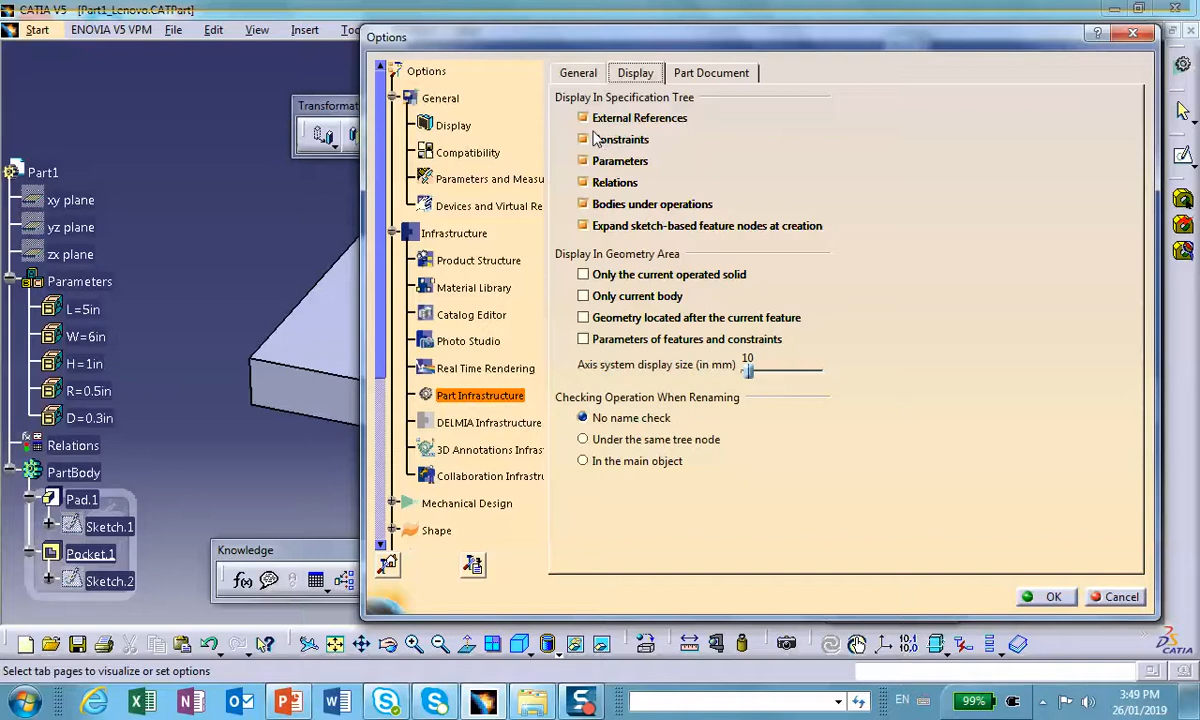 CATIA V5 - [Part1_Lenovo.CATPart]
Start ENOVIA V5 VPM File Edit View Insert
Options
Transformat
Part1
xy plane
yz plane
zx plane
Parameters
L=5in
W=6in
H=1in
R=0.5in
D=0.3in
Relations
PartBody
Pad.1
Sketch.1
Pocket.1
Sketch.2
Knowledge
f(x)
Options
General
Display
Compatibility
Parameters and Measu
Devices and Virtual Re
Infrastructure
Product Structure
Material Library
Catalog Editor
Photo Studio
Real Time Rendering
Part Infrastructure
DELMIA Infrastructure
3D Annotations Infras
Collaboration Infrastru
Mechanical Design
Shape
General Display Part Document
Display In Specification Tree
External References
Constraints
Parameters
Relations
Bodies under operations
Expand sketch-based feature nodes at creation
Display In Geometry Area
Only the current operated solid
Only current body
Geometry located after the current feature
Parameters of features and constraints
Axis system display size (in mm) 10
Checking Operation When Renaming
No name check
Under the same tree node
In the main object
OK Cancel
10.1
CATIA
Select tab pages to visualize or set options
EN 99% 3:49 PM
26/01/2019